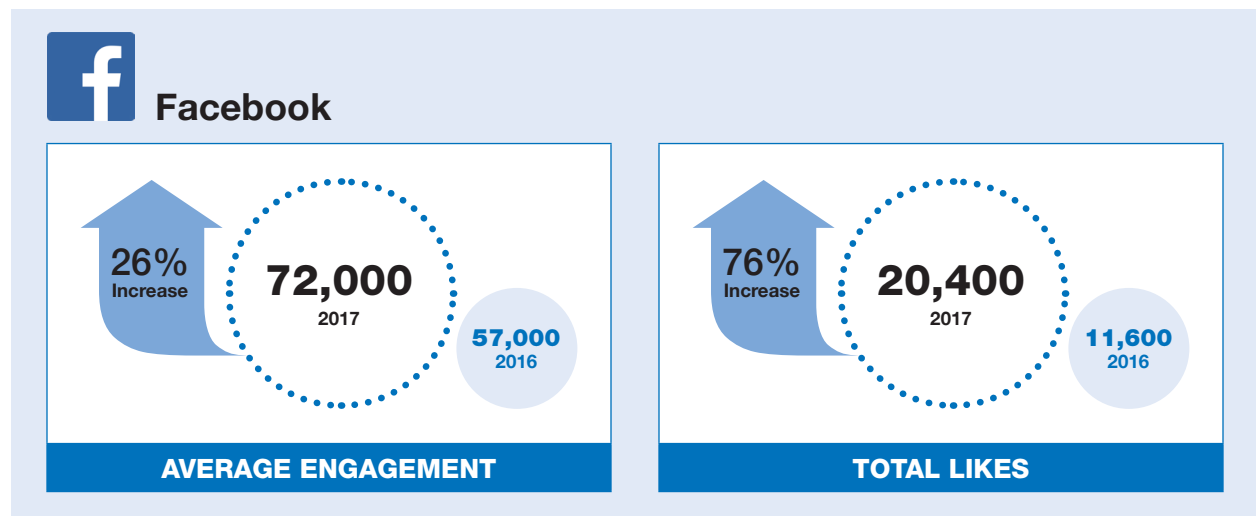 Facebook
26%
Increase
72,000
2017
57,000
2016
AVERAGE ENGAGEMENT
76%
Increase
20,400
2017
11,600
2016
TOTAL LIKES